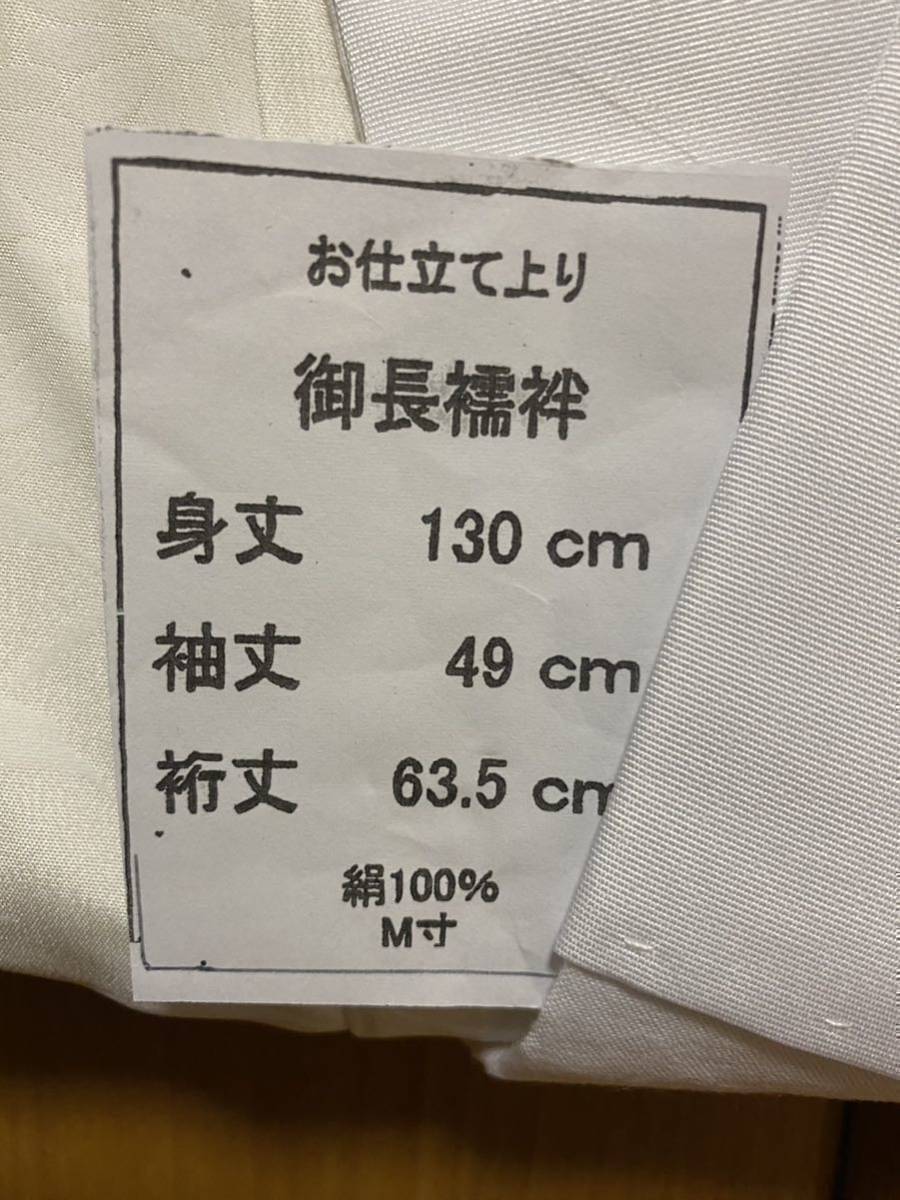 お仕立て上り
御長襦袢
身丈 130 cm
袖丈 49 cm
裄丈 63.5 cm
絹100%
M寸